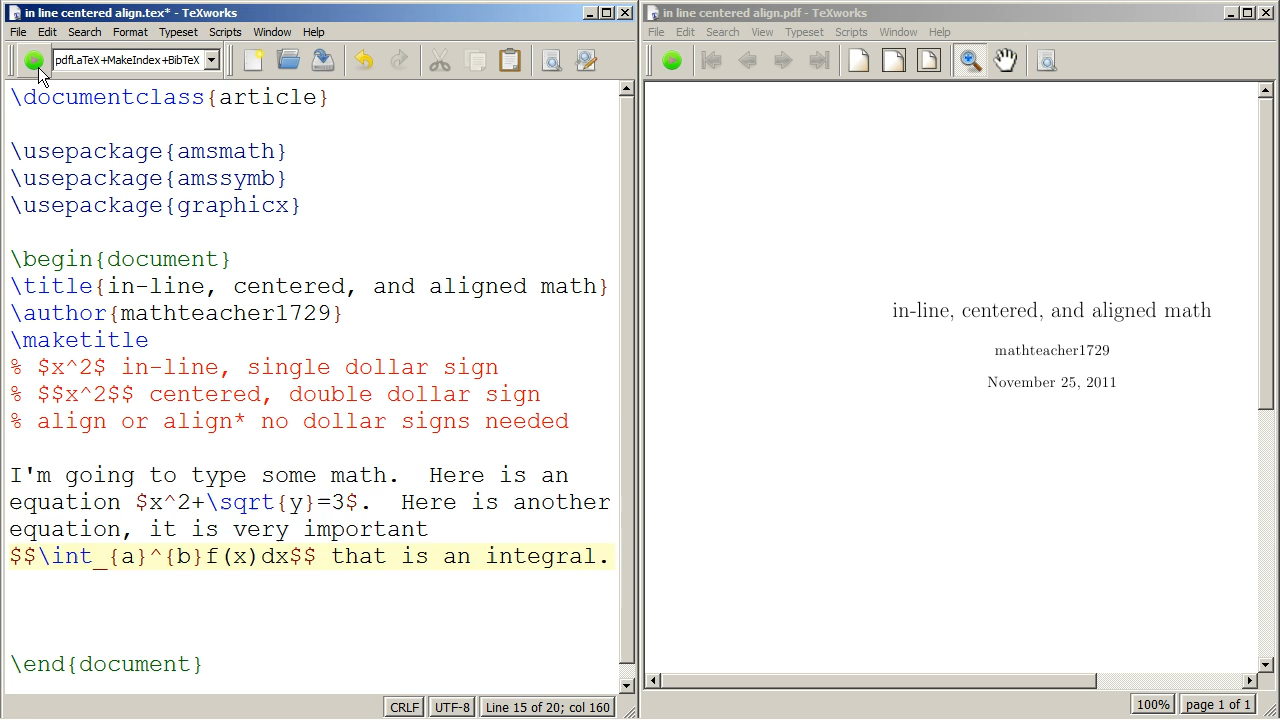 in line centered align.tex* - TeXworks
File Edit Search Format Typeset Scripts Window Help
pdfLaTeX+MakeIndex+BibTeX
\documentclass{article}
\usepackage{amsmath}
\usepackage{amssymb}
\usepackage{graphicx}
\begin{document}
\title{in-line, centered, and aligned math}
\author{mathteacher1729}
\maketitle
% $x^2$ in-line, single dollar sign
% $$x^2$$ centered, double dollar sign
% align or align* no dollar signs needed
I'm going to type some math.  Here is an
equation $x^2+\sqrt{y}=3$.  Here is another
equation, it is very important
$$\int_{a}^{b}f(x)dx$$ that is an integral.
\end{document}
CRLF UTF-8 Line 15 of 20; col 160
in line centered align.pdf - TeXworks
File Edit Search View Typeset Scripts Window Help
in-line, centered, and aligned math
mathteacher1729
November 25, 2011
100% page 1 of 1